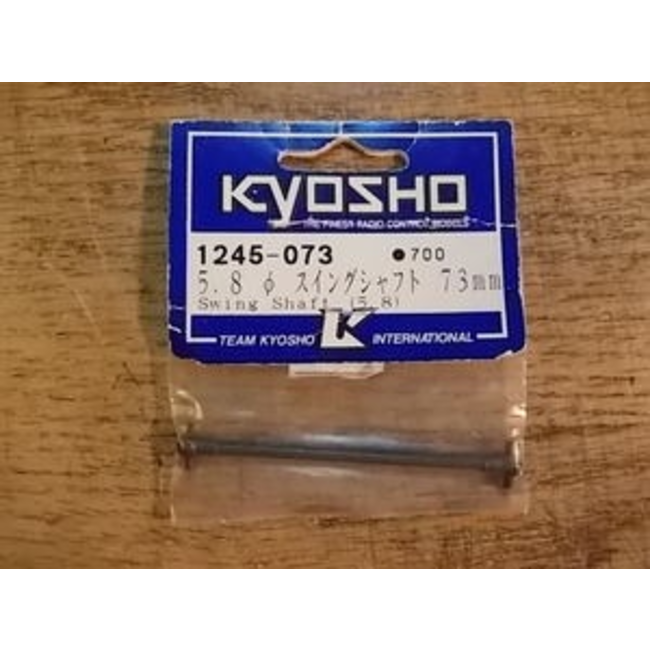 KYOSHO
THE FINEST RADIO CONTROL MODELS
1245-073 ●700
5.8 φ スイングシャフト 73mm
Swing Shaft (5.8)
K
TEAM KYOSHO INTERNATIONAL